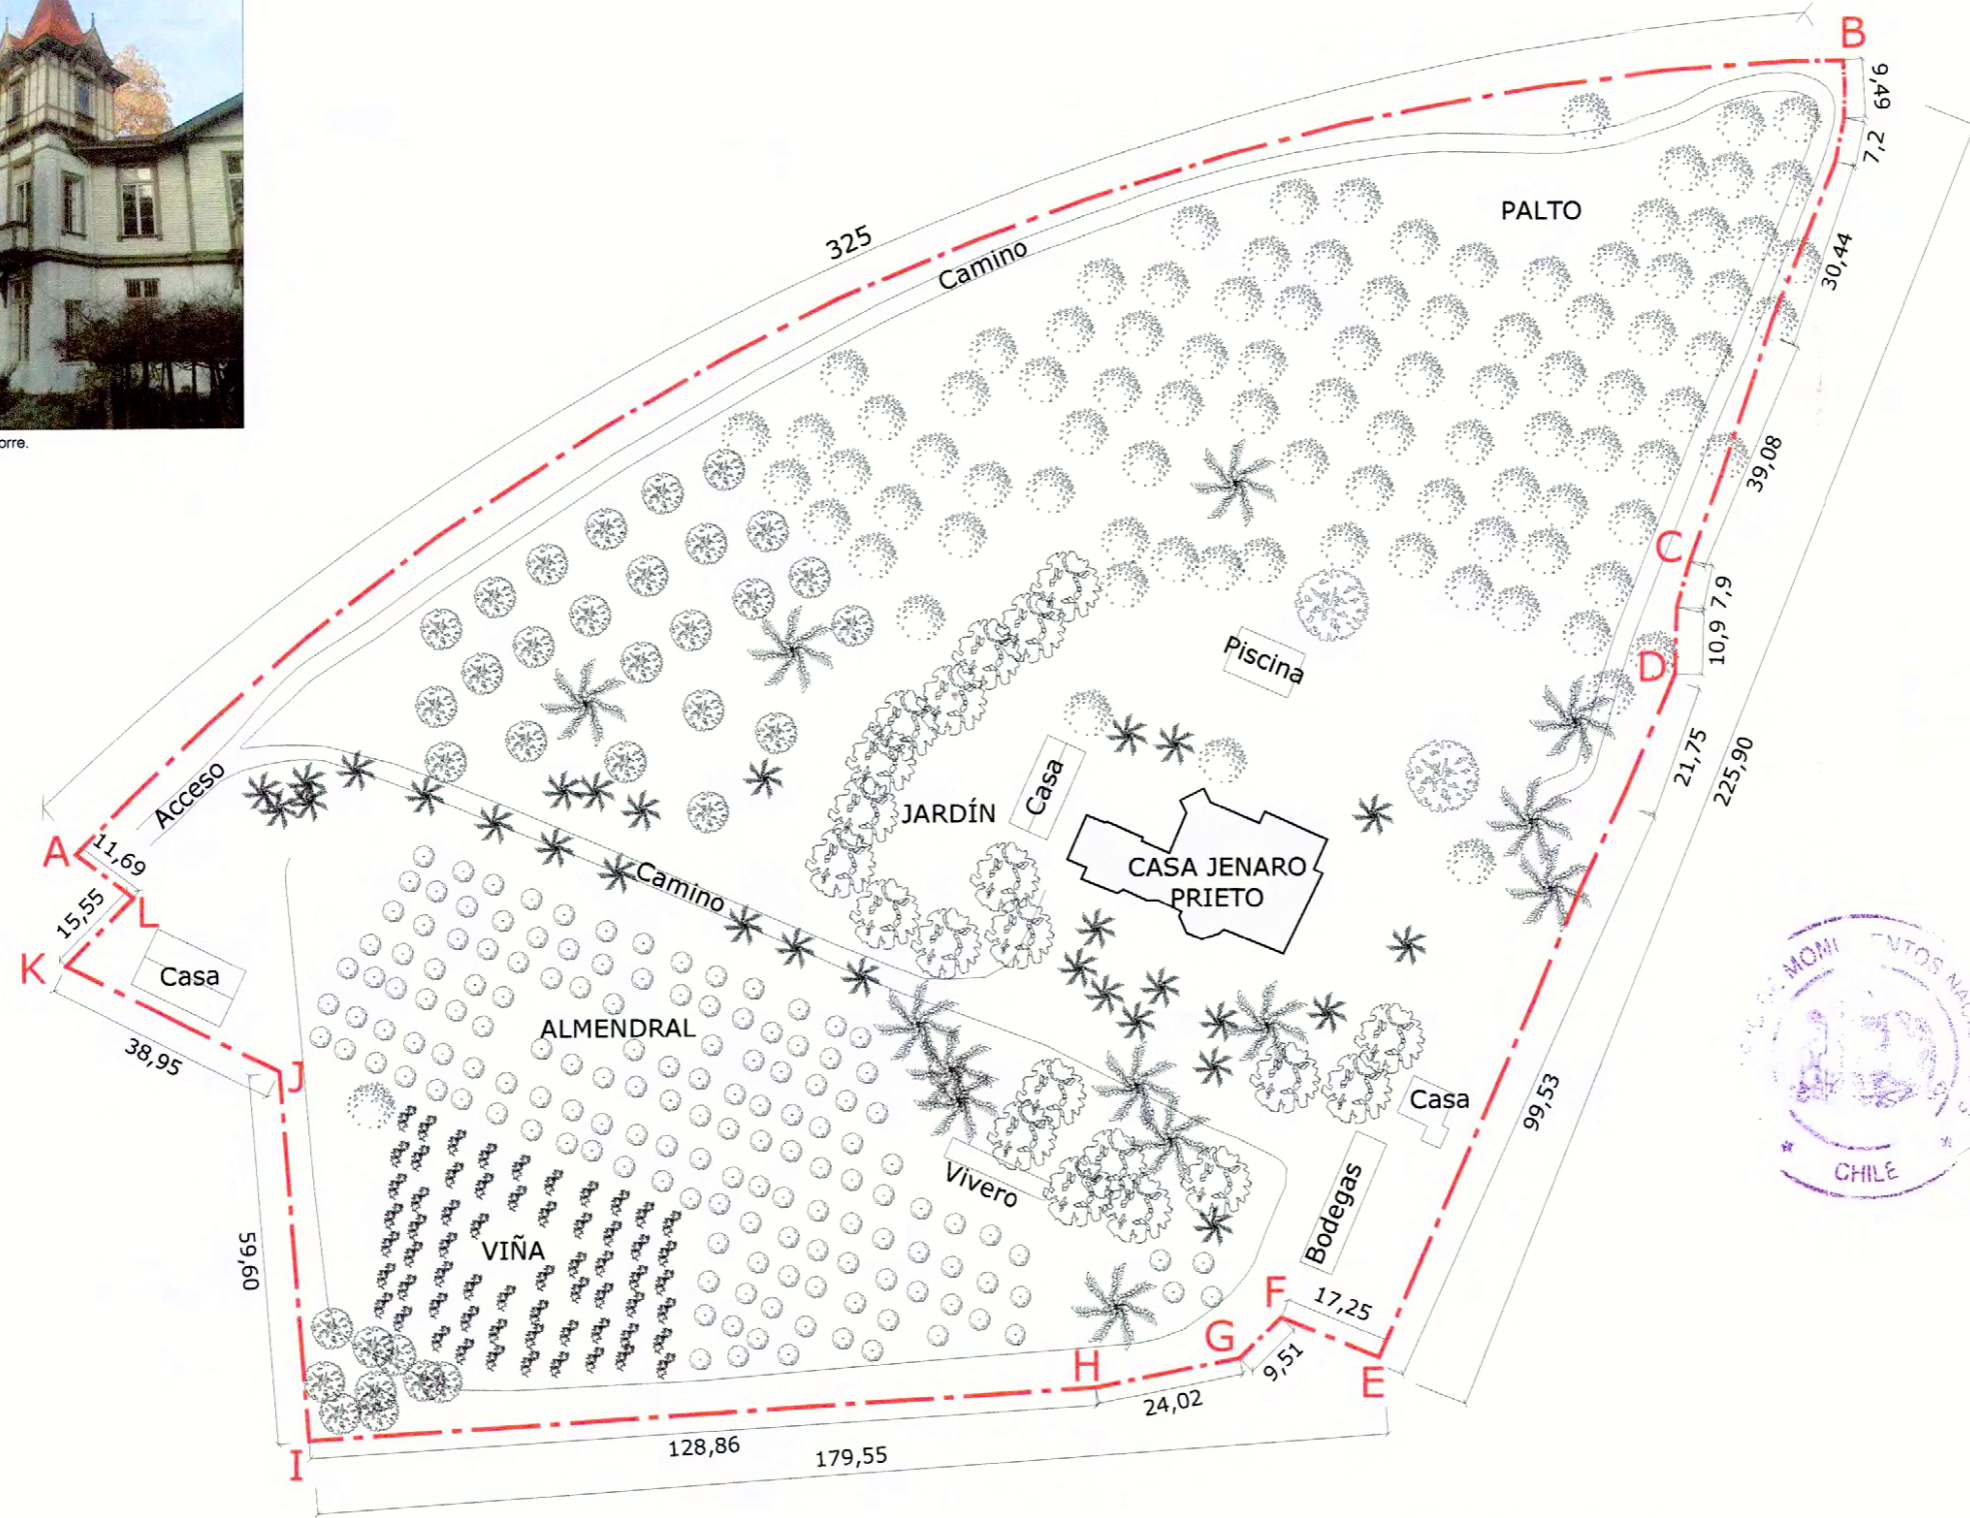 orre.
B
9,49
7,2
PALTO
325
Camino
30,44
39,08
C
7,9
10,9
D
Piscina
21,75
225,90
Acceso
A
11,69
15,55
L
K
Casa
38,95
J
JARDÍN
Casa
CASA JENARO
PRIETO
Camino
ALMENDRAL
Casa
99,53
Vivero
Bodegas
VIÑA
59,60
F
17,25
G
9,51
H
E
24,02
128,86
179,55
I
CHILE